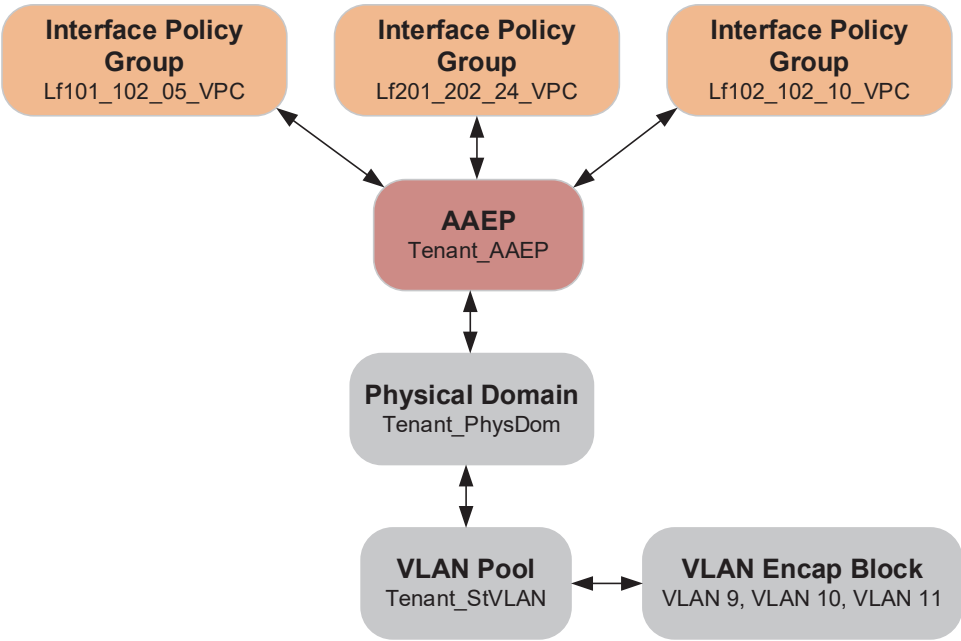 Interface Policy
Group
Lf101_102_05_VPC
Interface Policy
Group
Lf201_202_24_VPC
Interface Policy
Group
Lf102_102_10_VPC
AAEP
Tenant_AAEP
Physical Domain
Tenant_PhysDom
VLAN Pool
Tenant_StVLAN
VLAN Encap Block
VLAN 9, VLAN 10, VLAN 11